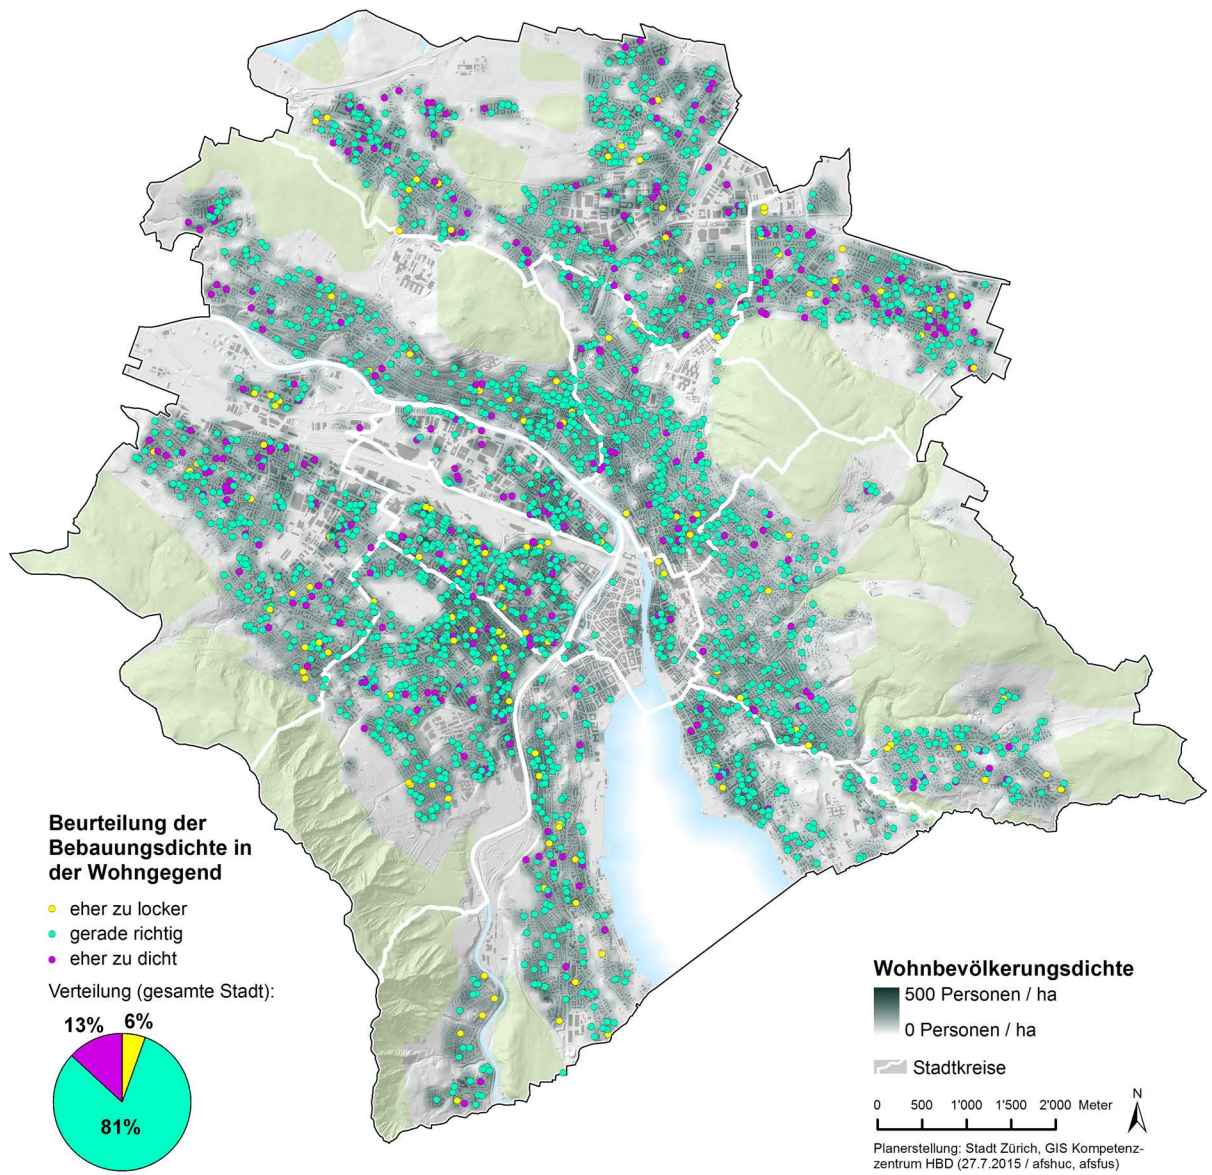 Beurteilung der
Bebauungsdichte in
der Wohngegend
eher zu locker
gerade richtig
eher zu dicht
Verteilung (gesamte Stadt):
13%
6%
81%
Wohnbevölkerungsdichte
500 Personen / ha
0 Personen / ha
Stadtkreise
N
0 500 1'000 1'500 2'000 Meter
Planerstellung: Stadt Zürich, GIS Kompetenz-
zentrum HBD (27.7.2015 / afshuc, afsfus)